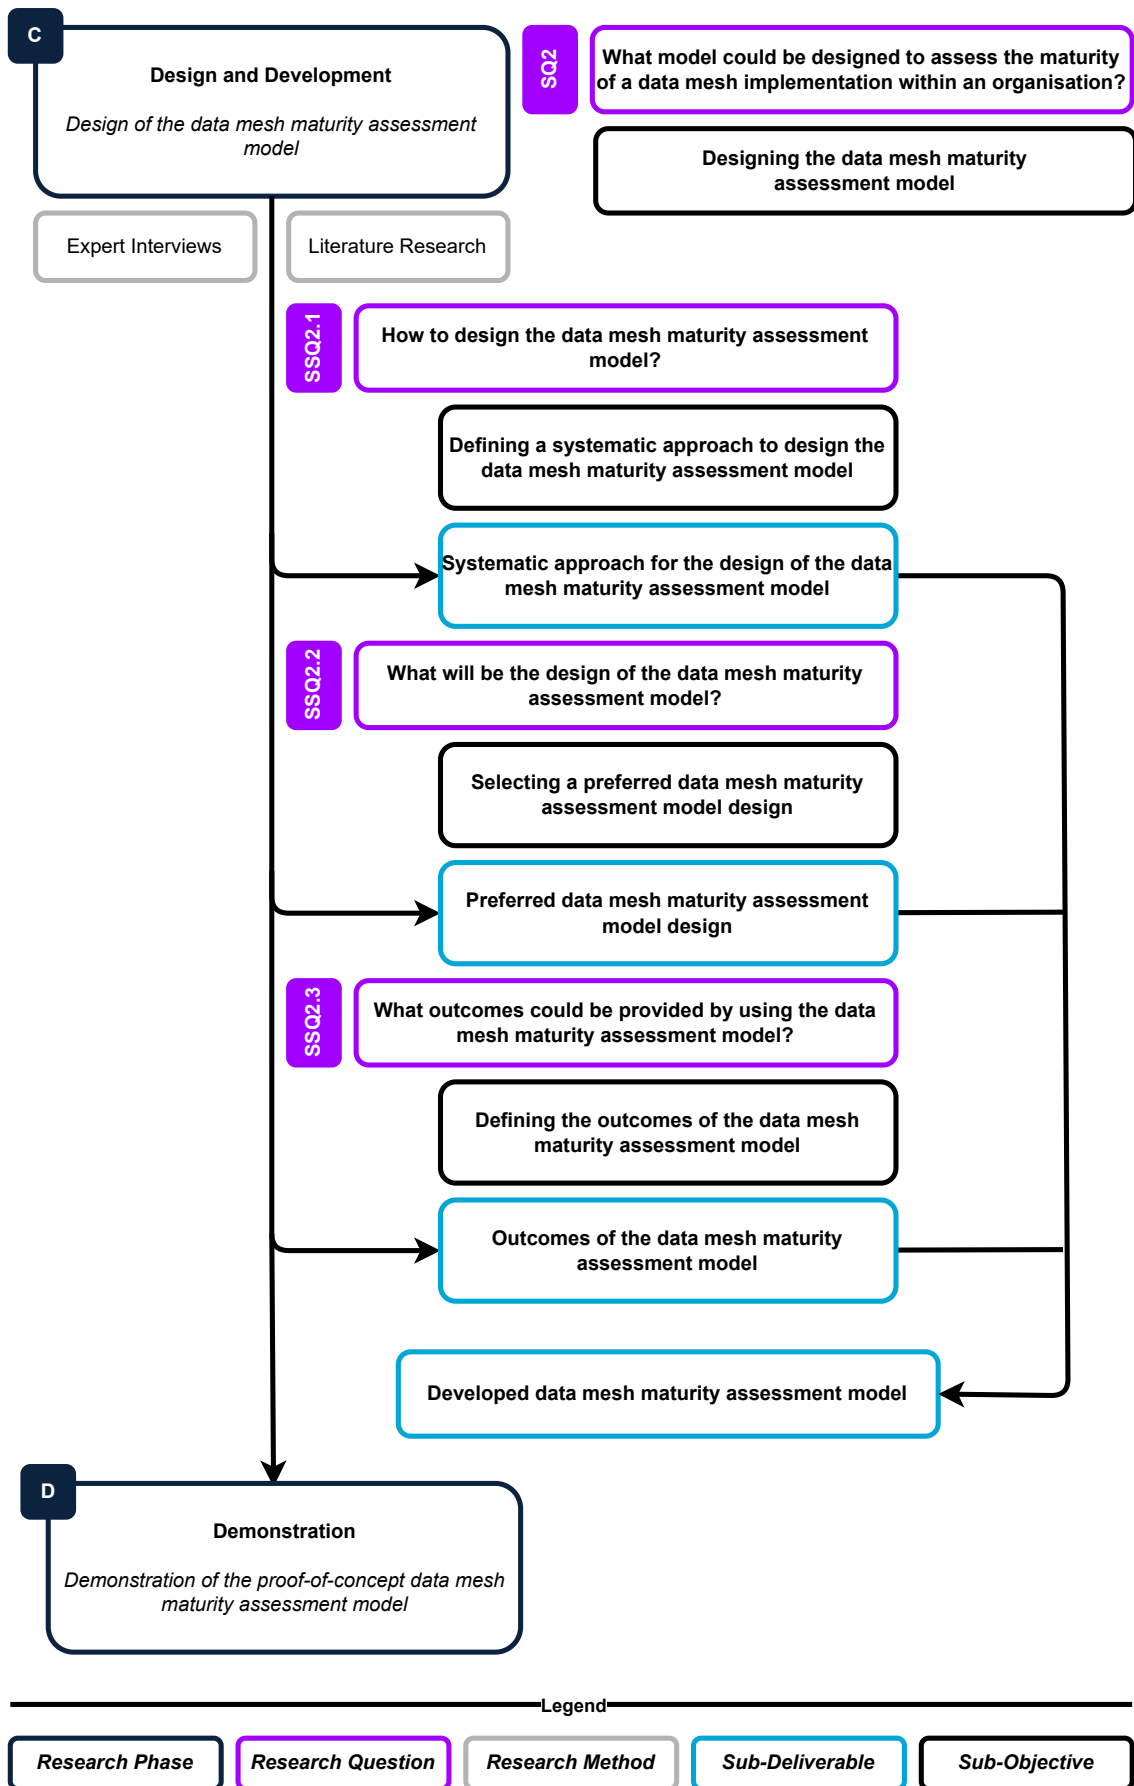 C
Design and Development
Design of the data mesh maturity assessment
model
SQ2
What model could be designed to assess the maturity
of a data mesh implementation within an organisation?
Designing the data mesh maturity
assessment model
Expert Interviews
Literature Research
SSQ2.1
How to design the data mesh maturity assessment
model?
Defining a systematic approach to design the
data mesh maturity assessment model
Systematic approach for the design of the data
mesh maturity assessment model
SSQ2.2
What will be the design of the data mesh maturity
assessment model?
Selecting a preferred data mesh maturity
assessment model design
Preferred data mesh maturity assessment
model design
SSQ2.3
What outcomes could be provided by using the data
mesh maturity assessment model?
Defining the outcomes of the data mesh
maturity assessment model
Outcomes of the data mesh maturity
assessment model
Developed data mesh maturity assessment model
D
Demonstration
Demonstration of the proof-of-concept data mesh
maturity assessment model
Legend
Research Phase
Research Question
Research Method
Sub-Deliverable
Sub-Objective